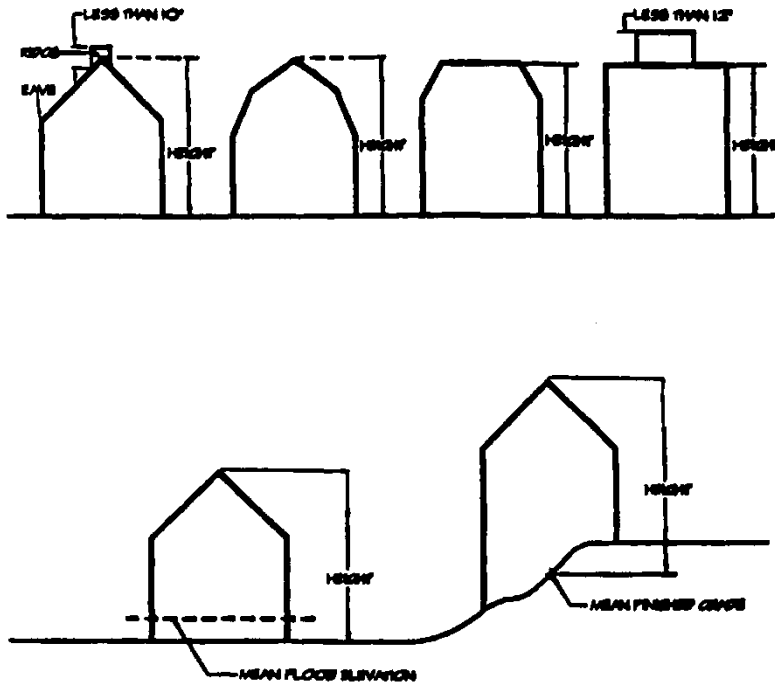 LESS THAN 10'
LESS THAN 12'
RIDGE
EAVE
HEIGHT
HEIGHT
HEIGHT
HEIGHT
HEIGHT
HEIGHT
MEAN FINISHED GRADE
MEAN FLOOD ELEVATION